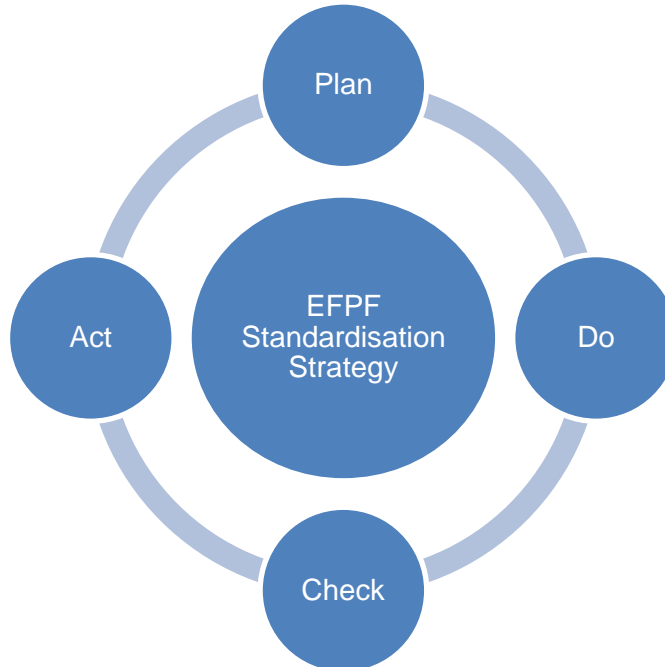 Plan
EFPF
Standardisation
Strategy
Act
Do
Check